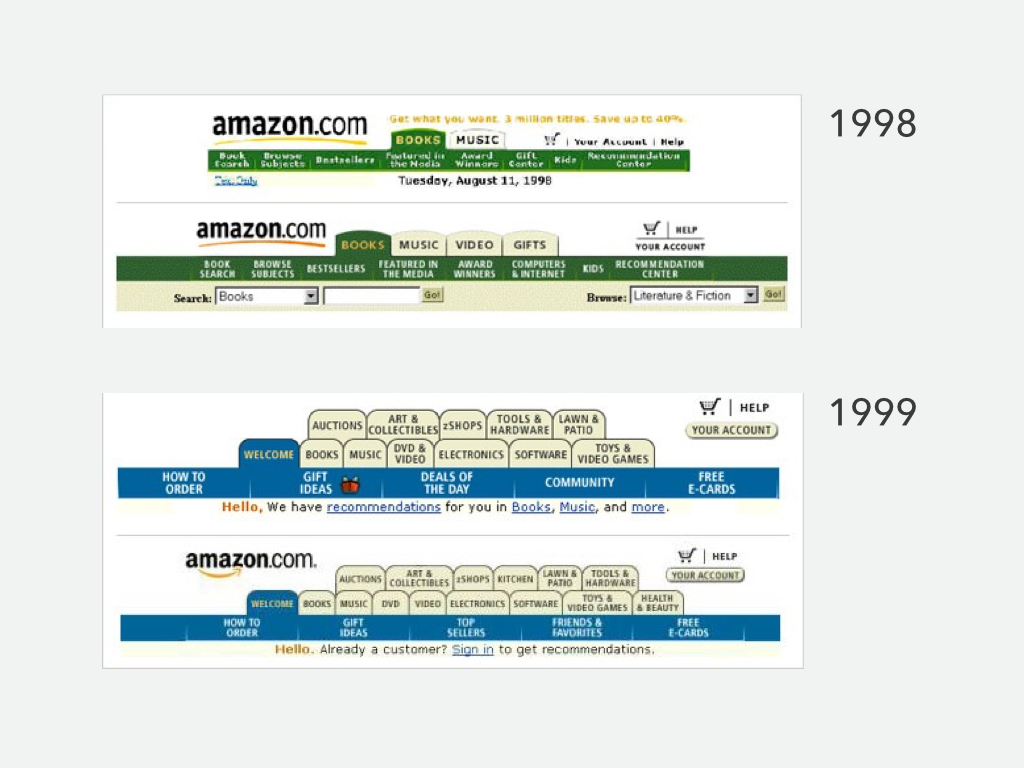 1998
amazon.com
Get what you want. 3 million titles. Save up to 40%.
BOOKS MUSIC | Your Account | Help
Book Search Browse Subjects Bestsellers Featured in the Media Award Winners Gift Center Kids Recommendation Center
Text Only Tuesday, August 11, 1998
amazon.com
BOOKS MUSIC VIDEO GIFTS
HELP
YOUR ACCOUNT
BOOK SEARCH BROWSE SUBJECTS BESTSELLERS FEATURED IN THE MEDIA AWARD WINNERS COMPUTERS & INTERNET KIDS RECOMMENDATION CENTER
Search: Books Go! Browse: Literature & Fiction Go!
1999
| HELP
YOUR ACCOUNT
AUCTIONS ART & COLLECTIBLES zSHOPS TOOLS & HARDWARE LAWN & PATIO
WELCOME BOOKS MUSIC DVD & VIDEO ELECTRONICS SOFTWARE TOYS & VIDEO GAMES
HOW TO ORDER GIFT IDEAS DEALS OF THE DAY COMMUNITY FREE E-CARDS
Hello, We have recommendations for you in Books, Music, and more.
amazon.com.
| HELP
YOUR ACCOUNT
AUCTIONS ART & COLLECTIBLES zSHOPS KITCHEN LAWN & PATIO TOOLS & HARDWARE
WELCOME BOOKS MUSIC DVD VIDEO ELECTRONICS SOFTWARE TOYS & VIDEO GAMES HEALTH & BEAUTY
HOW TO ORDER GIFT IDEAS TOP SELLERS FRIENDS & FAVORITES FREE E-CARDS
Hello. Already a customer? Sign in to get recommendations.